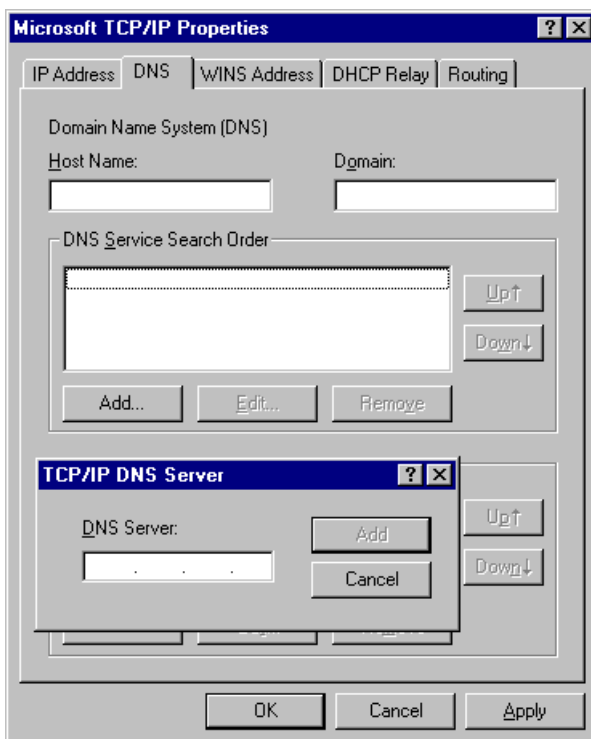 Microsoft TCP/IP Properties
IP Address DNS WINS Address DHCP Relay Routing
Domain Name System (DNS)
Host Name: Domain:
DNS Service Search Order
Up↑
Down↓
Add... Edit... Remove
TCP/IP DNS Server
DNS Server:
Add
. . .
Cancel
Up↑
Down↓
OK Cancel Apply